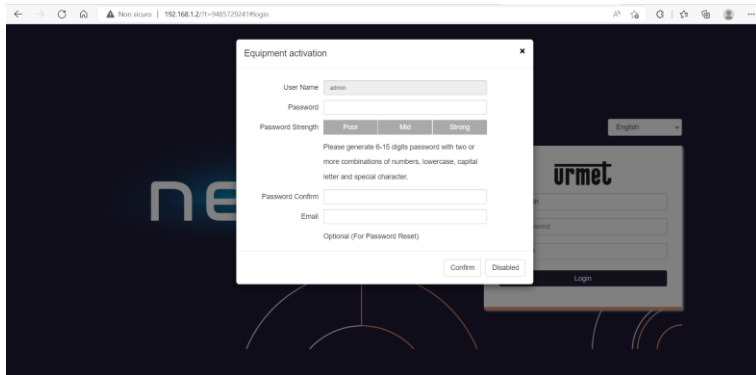 Non sicuro | 192.168.1.2/?t=9485729241#login
Equipment activation
User Name admin
Password
Password Strength Poor Mid Strong
Please generate 6-15 digits password with two or
more combinations of numbers, lowercase, capital
letter and special character.
Password Confirm
Email
Optional (For Password Reset)
Confirm Disabled
English
urmet
Login